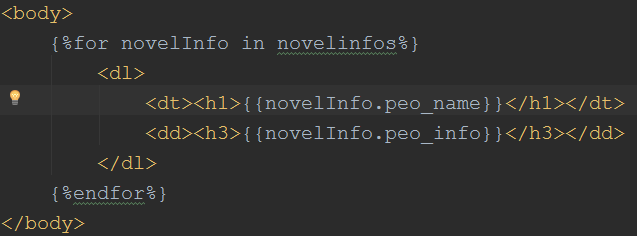 <body>
{%for novelInfo in novelinfos%}
<dl>
<dt><h1>{{novelInfo.peo_name}}</h1></dt>
<dd><h3>{{novelInfo.peo_info}}</h3></dd>
</dl>
{%endfor%}
</body>